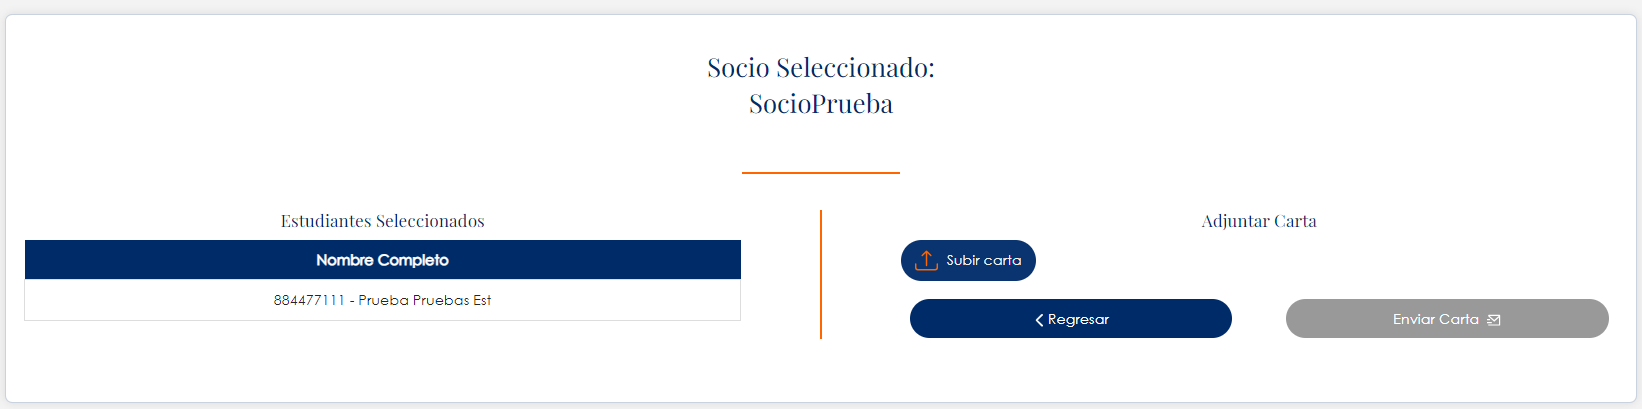 Socio Seleccionado:
SocioPrueba
Estudiantes Seleccionados
Nombre Completo
884477111 - Prueba Pruebas Est
Adjuntar Carta
Subir carta
Regresar
Enviar Carta